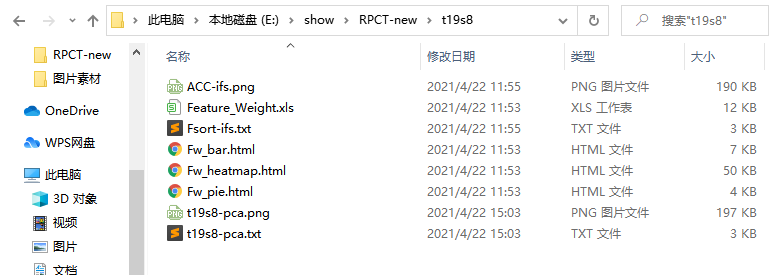 此电脑 › 本地磁盘 (E:) › show › RPCT-new › t19s8 搜索"t19s8"
RPCT-new
图片素材
OneDrive
WPS网盘
此电脑
3D 对象
视频
图片
文档
名称 修改日期 类型 大小
ACC-ifs.png 2021/4/22 11:55 PNG 图片文件 190 KB
Feature_Weight.xls 2021/4/22 11:53 XLS 工作表 12 KB
Fsort-ifs.txt 2021/4/22 11:55 TXT 文件 3 KB
Fw_bar.html 2021/4/22 11:53 HTML 文件 7 KB
Fw_heatmap.html 2021/4/22 11:53 HTML 文件 50 KB
Fw_pie.html 2021/4/22 11:53 HTML 文件 4 KB
t19s8-pca.png 2021/4/22 15:03 PNG 图片文件 197 KB
t19s8-pca.txt 2021/4/22 15:03 TXT 文件 3 KB